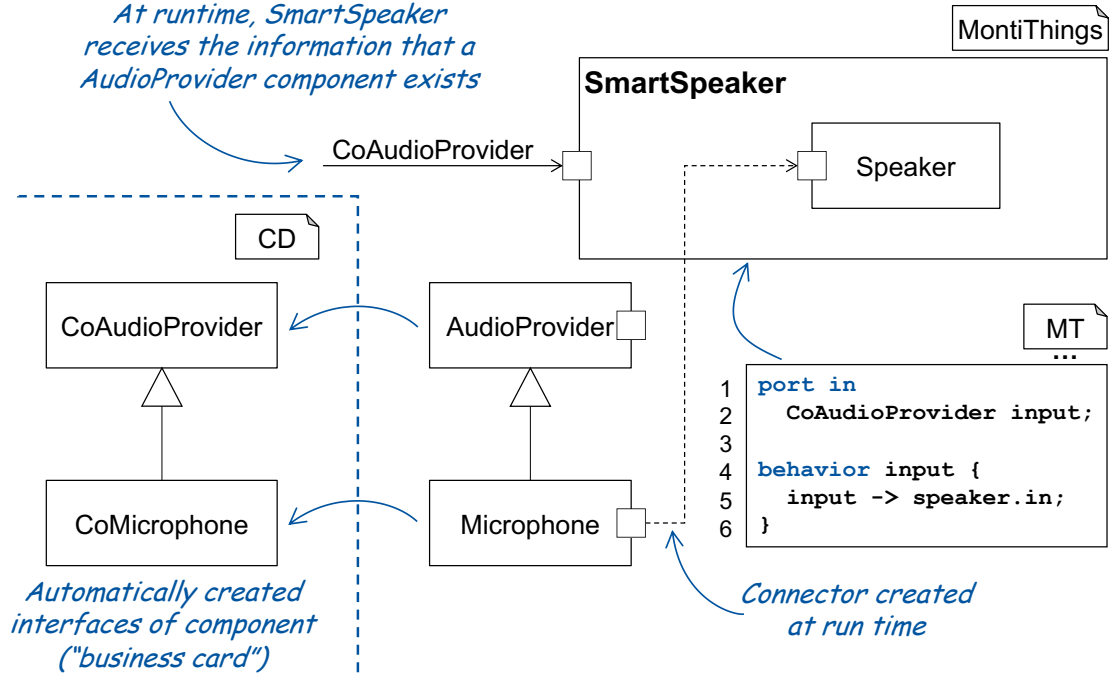 At runtime, SmartSpeaker
receives the information that a
AudioProvider component exists
MontiThings
SmartSpeaker
CoAudioProvider
Speaker
CD
CoAudioProvider
AudioProvider
MT
...
1 port in
2 CoAudioProvider input;
3
4 behavior input {
5 input -> speaker.in;
6 }
CoMicrophone
Microphone
Automatically created
interfaces of component
("business card")
Connector created
at run time